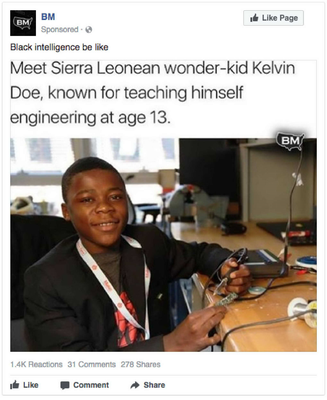 BM
BM
Like Page
Sponsored ·
Black intelligence be like
Meet Sierra Leonean wonder-kid Kelvin
Doe, known for teaching himself
engineering at age 13.
BM
1.4K Reactions 31 Comments 278 Shares
Like Comment Share